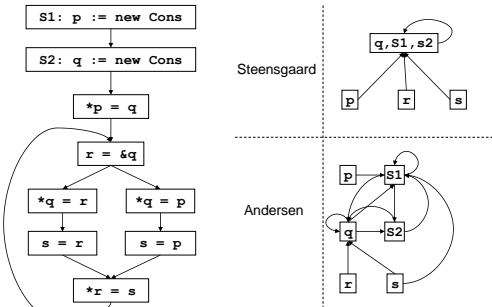 S1: p := new Cons
S2: q := new Cons
*p = q
r = &q
*q = r
*q = p
s = r
s = p
*r = s
Steensgaard
q,S1,s2
p
r
s
Andersen
p
S1
q
S2
r
s